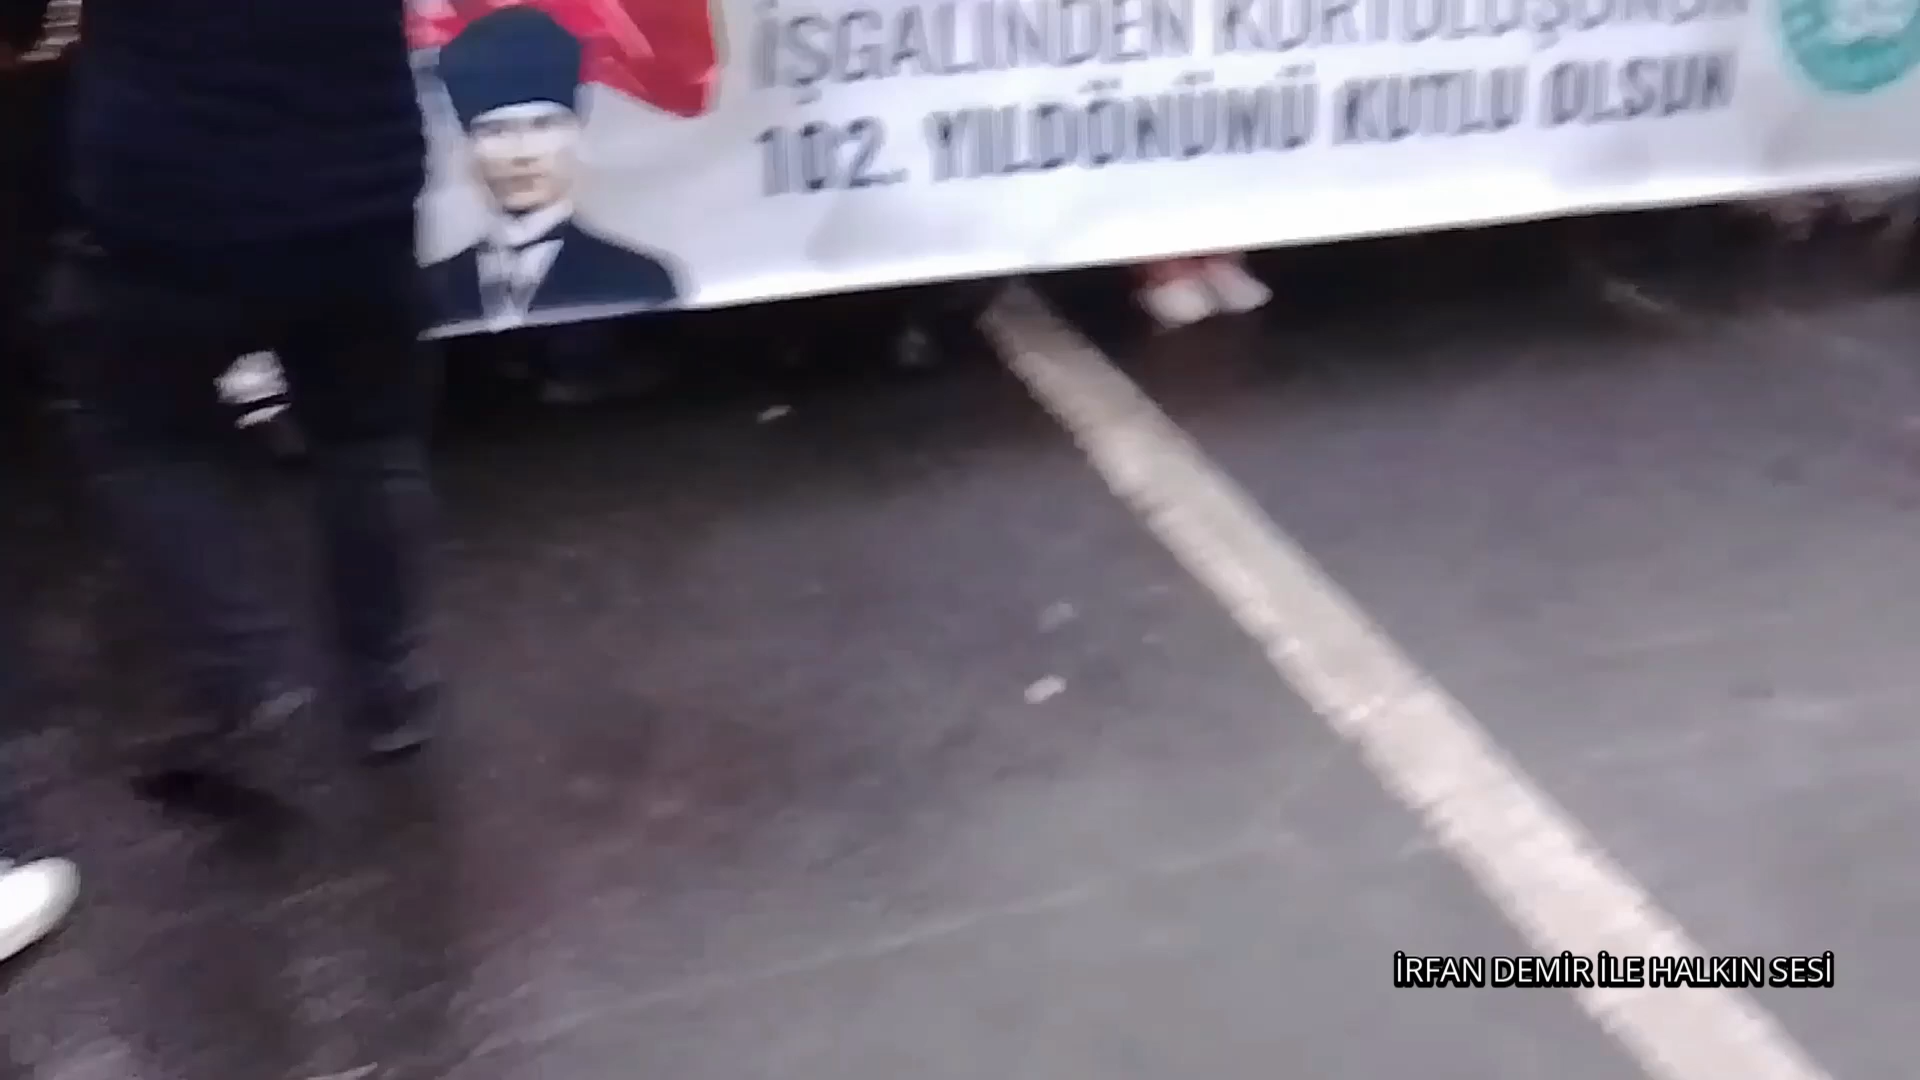 İŞGALİNDEN KURTULUŞUNUN
102. YILDÖNÜMÜ KUTLU OLSUN
İRFAN DEMİR İLE HALKIN SESİ